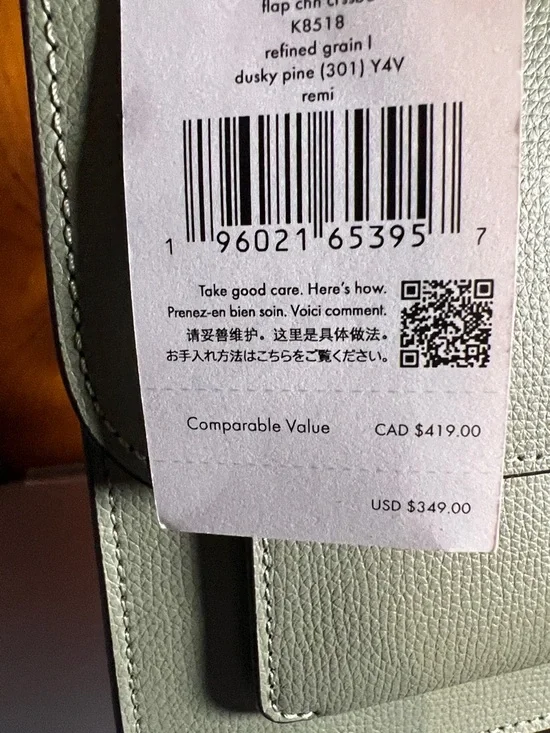 flap chn
K8518
refined grain l
dusky pine (301) Y4V
remi
1 96021 65395 7
Take good care. Here's how.
Prenez-en bien soin. Voici comment.
请妥善维护。这里是具体做法。
お手入れ方法はこちらをご覧ください。
Comparable Value CAD $419.00
USD $349.00